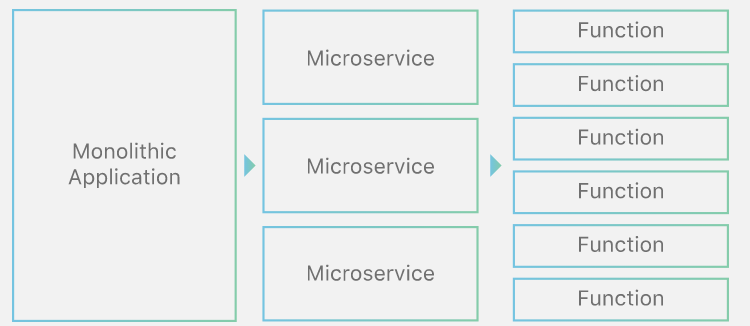 Monolithic
Application
Microservice
Microservice
Microservice
Function
Function
Function
Function
Function
Function